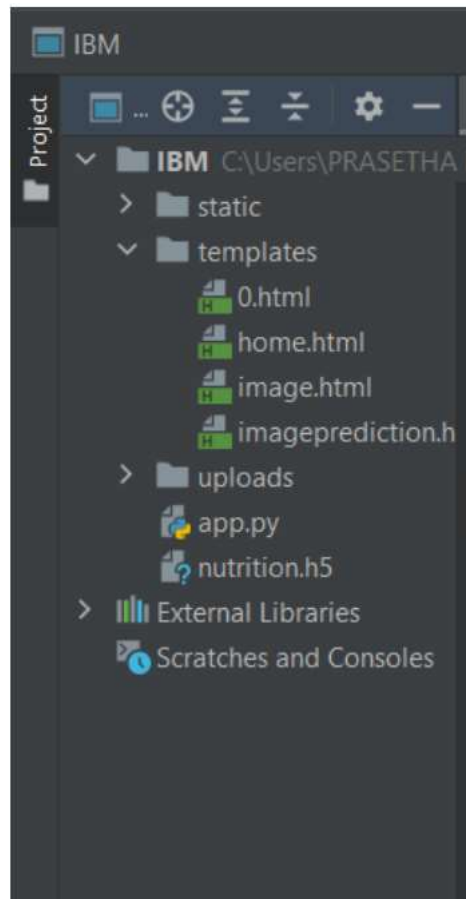 IBM
Project
...
IBM C:\Users\PRASETHA
static
templates
0.html
home.html
image.html
imageprediction.h
uploads
app.py
nutrition.h5
External Libraries
Scratches and Consoles